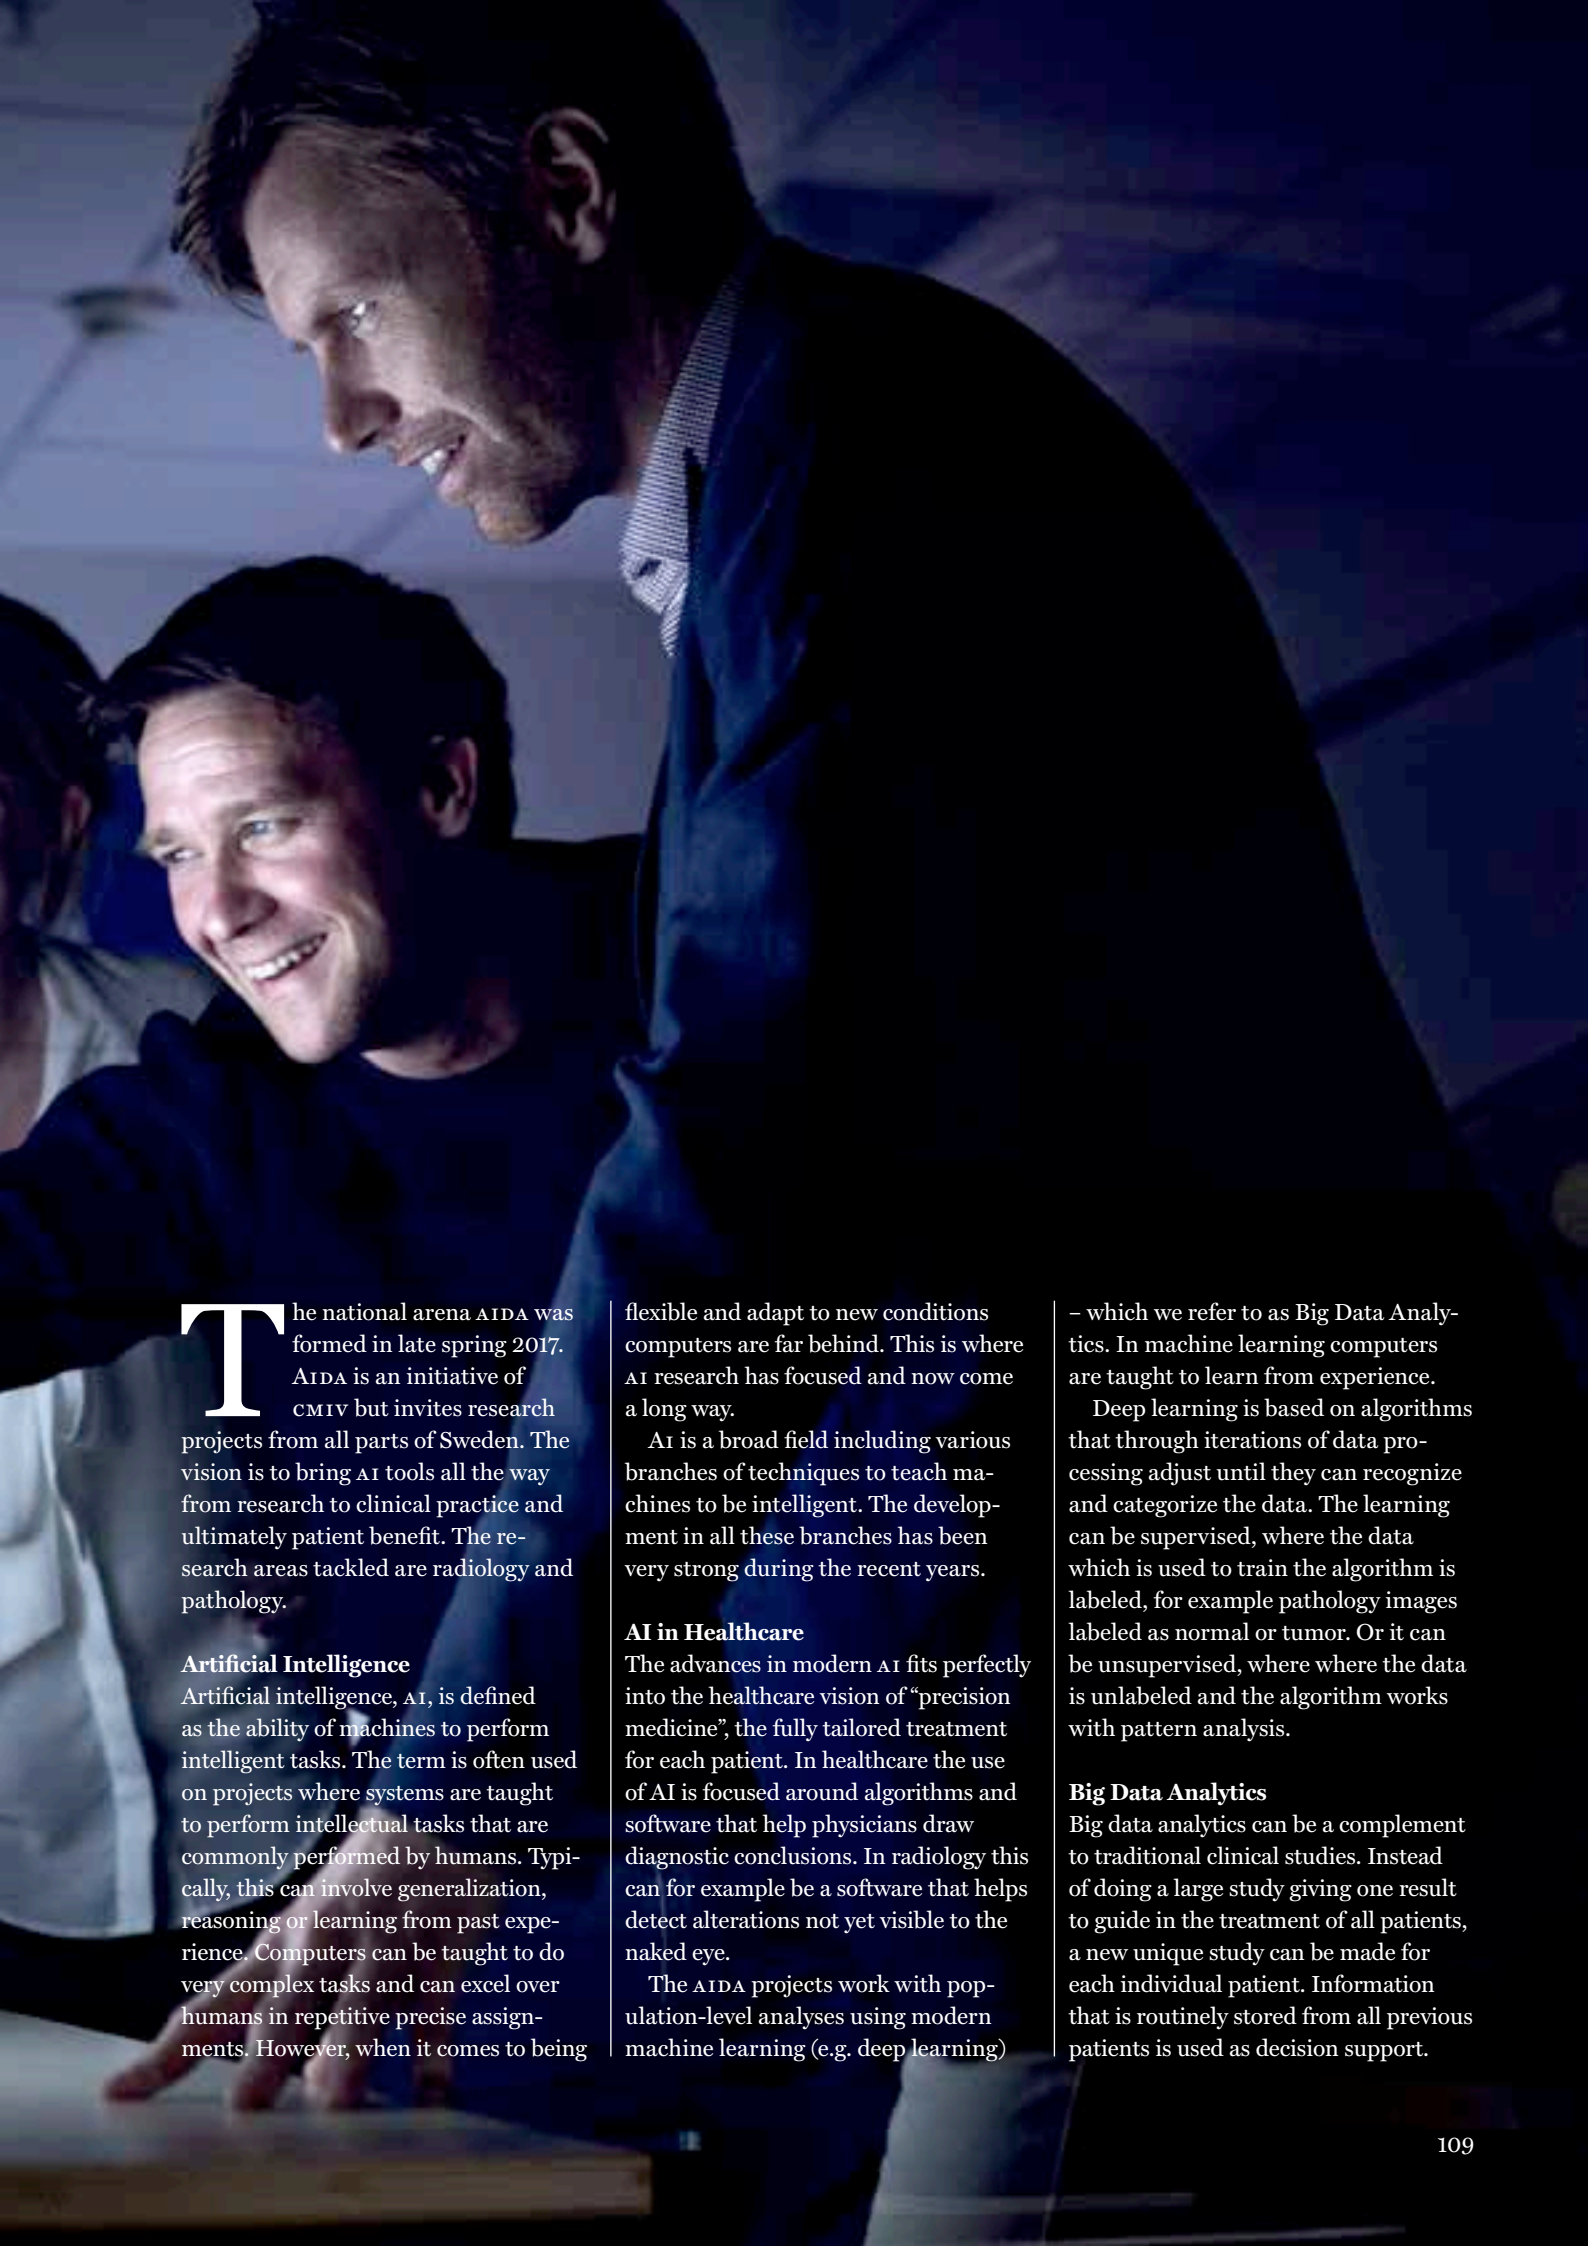 The national arena AIDA was
formed in late spring 2017.
AIDA is an initiative of
CMIV but invites research
projects from all parts of Sweden. The
vision is to bring AI tools all the way
from research to clinical practice and
ultimately patient benefit. The re-
search areas tackled are radiology and
pathology.
Artificial Intelligence
Artificial intelligence, AI, is defined
as the ability of machines to perform
intelligent tasks. The term is often used
on projects where systems are taught
to perform intellectual tasks that are
commonly performed by humans. Typi-
cally, this can involve generalization,
reasoning or learning from past expe-
rience. Computers can be taught to do
very complex tasks and can excel over
humans in repetitive precise assign-
ments. However, when it comes to being
flexible and adapt to new conditions
computers are far behind. This is where
AI research has focused and now come
a long way.
AI is a broad field including various
branches of techniques to teach ma-
chines to be intelligent. The develop-
ment in all these branches has been
very strong during the recent years.
AI in Healthcare
The advances in modern AI fits perfectly
into the healthcare vision of “precision
medicine”, the fully tailored treatment
for each patient. In healthcare the use
of AI is focused around algorithms and
software that help physicians draw
diagnostic conclusions. In radiology this
can for example be a software that helps
detect alterations not yet visible to the
naked eye.
The AIDA projects work with pop-
ulation-level analyses using modern
machine learning (e.g. deep learning)
– which we refer to as Big Data Analy-
tics. In machine learning computers
are taught to learn from experience.
Deep learning is based on algorithms
that through iterations of data pro-
cessing adjust until they can recognize
and categorize the data. The learning
can be supervised, where the data
which is used to train the algorithm is
labeled, for example pathology images
labeled as normal or tumor. Or it can
be unsupervised, where where the data
is unlabeled and the algorithm works
with pattern analysis.
Big Data Analytics
Big data analytics can be a complement
to traditional clinical studies. Instead
of doing a large study giving one result
to guide in the treatment of all patients,
a new unique study can be made for
each individual patient. Information
that is routinely stored from all previous
patients is used as decision support.
109